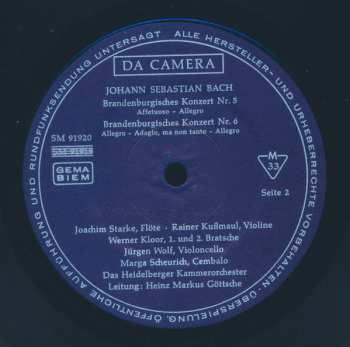 DA CAMERA
JOHANN SEBASTIAN BACH
Brandenburgisches Konzert Nr. 5
Affetuoso - Allegro
Brandenburgisches Konzert Nr. 6
Allegro - Adagio, ma non tanto - Allegro
SM 91920
GEMA
BIEM
M
33
Seite 2
Joachim Starke, Flöte · Rainer Kußmaul, Violine
Werner Kloor, 1. und 2. Bratsche
Jürgen Wolf, Violoncello
Marga Scheurich, Cembalo
Das Heidelberger Kammerorchester
Leitung: Heinz Markus Göttsche
ALLE HERSTELLER- UND URHEBERRECHTE VORBEHALTEN · ÜBERSPIELUNG, ÖFFENTLICHE AUFFÜHRUNG UND RUNDFUNKSENDUNG UNTERSAGT